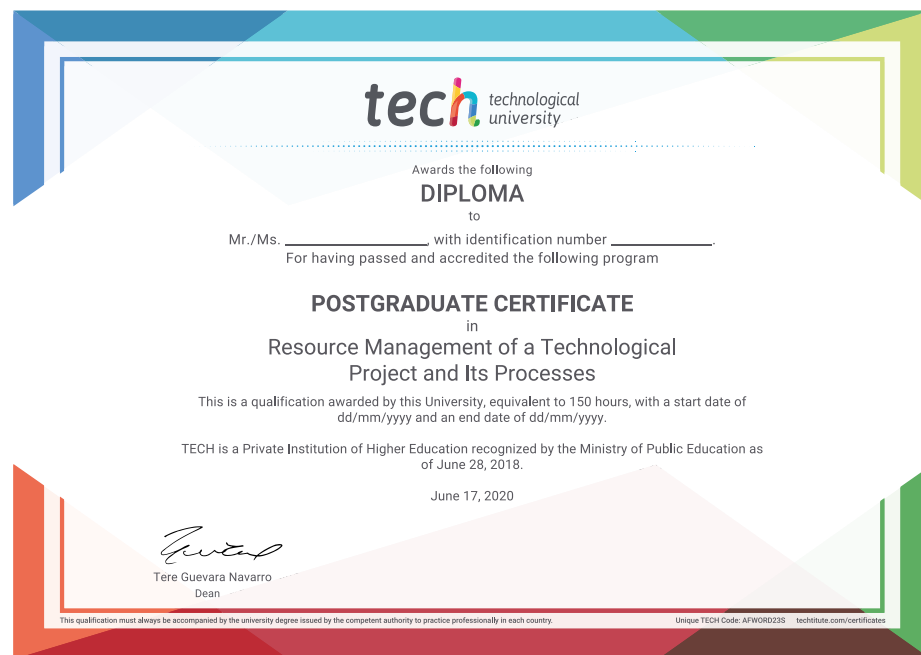 tech technological
university
Awards the following
DIPLOMA
to
Mr./Ms. ____________, with identification number ____________.
For having passed and accredited the following program
POSTGRADUATE CERTIFICATE
in
Resource Management of a Technological
Project and Its Processes
This is a qualification awarded by this University, equivalent to 150 hours, with a start date of
dd/mm/yyyy and an end date of dd/mm/yyyy.
TECH is a Private Institution of Higher Education recognized by the Ministry of Public Education as
of June 28, 2018.
June 17, 2020
Tere Guevara Navarro
Dean
This qualification must always be accompanied by the university degree issued by the competent authority to practice professionally in each country.
Unique TECH Code: AFWORD23S techtitute.com/certificates